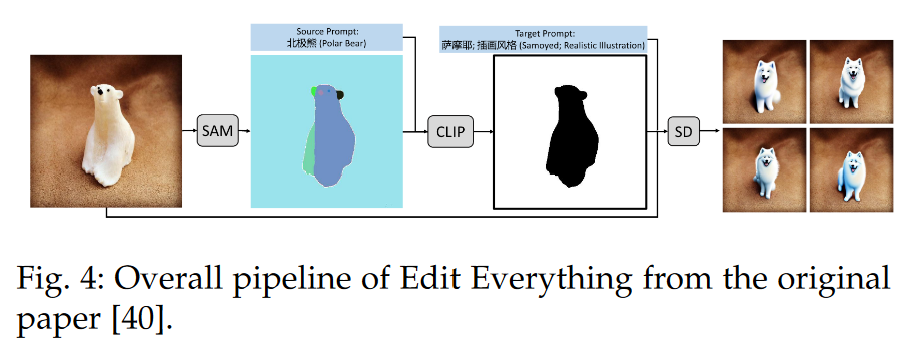 Source Prompt:
北极熊 (Polar Bear)
Target Prompt:
萨摩耶; 插画风格 (Samoyed; Realistic Illustration)
SAM
CLIP
SD
Fig. 4: Overall pipeline of Edit Everything from the original
paper [40].